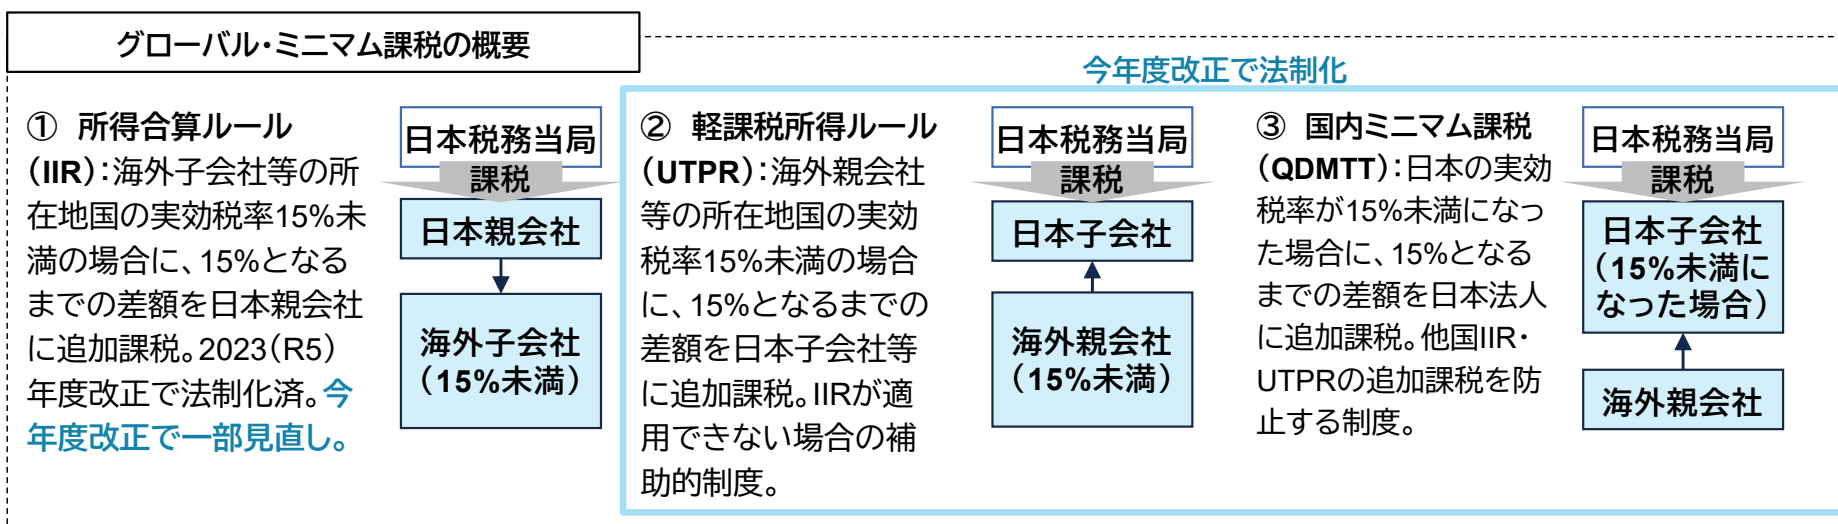 グローバル・ミニマム課税の概要
今年度改正で法制化
① 所得合算ルール
(IIR):海外子会社等の所
在地国の実効税率15%未
満の場合に、15%となる
までの差額を日本親会社
に追加課税。2023(R5)
年度改正で法制化済。今
年度改正で一部見直し。
日本税務当局
課税
日本親会社
海外子会社
(15%未満)
② 軽課税所得ルール
(UTPR):海外親会社
等の所在地国の実効
税率15%未満の場合
に、15%となるまでの
差額を日本子会社等
に追加課税。IIRが適
用できない場合の補
助的制度。
日本税務当局
課税
日本子会社
海外親会社
(15%未満)
③ 国内ミニマム課税
(QDMTT):日本の実効
税率が15%未満になっ
た場合に、15%となる
までの差額を日本法人
に追加課税。他国IIR・
UTPRの追加課税を防
止する制度。
日本税務当局
課税
日本子会社
(15%未満に
なった場合)
海外親会社